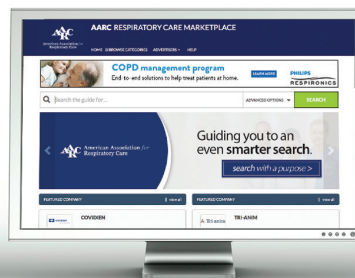 AARC RESPIRATORY CARE MARKETPLACE
American Association for
Respiratory Care
HOME BROWSE CATEGORIES ADVERTISERS HELP
COPD management program
End-to-end solutions to help treat patients at home.
LEARN MORE
PHILIPS
RESPIRONICS
Search the guide for ...
ADVANCED OPTIONS
SEARCH
American Association for
Respiratory Care
Guiding you to an
even smarter search.
search with a purpose >
FEATURED COMPANY
view all
FEATURED COMPANY
view all
COVIDIEN
COVIDIEN
Tri-anim
TRI-ANIM